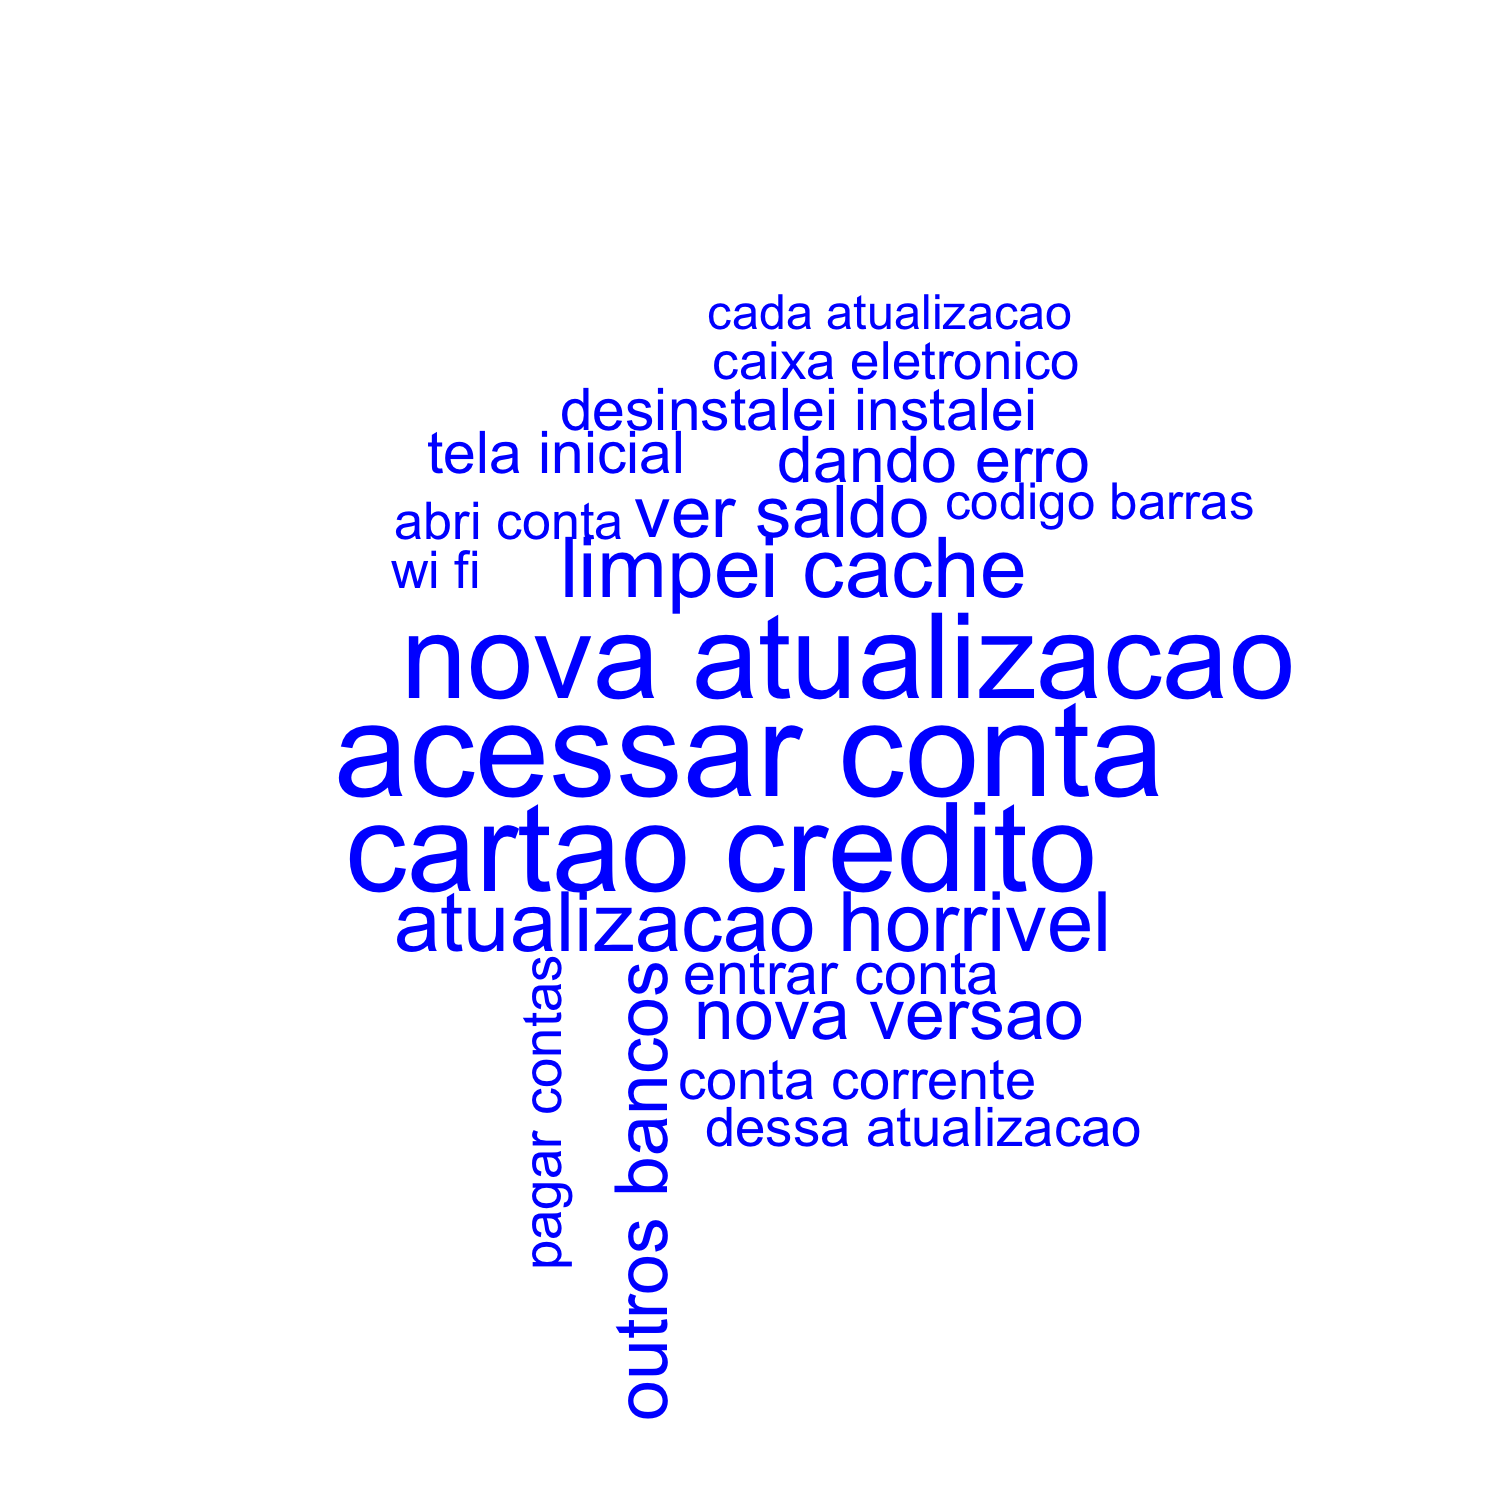 cada atualizacao
caixa eletronico
desinstalei instalei
tela inicial
dando erro
abri conta
ver saldo
codigo barras
wi fi
limpei cache
nova atualizacao
acessar conta
cartao credito
atualizacao horrivel
pagar contas
outros bancos
entrar conta
nova versao
conta corrente
dessa atualizacao